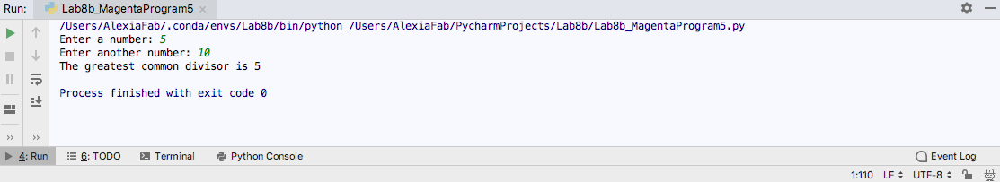 Run: Lab8b_MagentaProgram5 ×
/Users/AlexiaFab/.conda/envs/Lab8b/bin/python /Users/AlexiaFab/PycharmProjects/Lab8b/Lab8b_MagentaProgram5.py
Enter a number: 5
Enter another number: 10
The greatest common divisor is 5
Process finished with exit code 0
4: Run 6: TODO Terminal Python Console Event Log
1:110 LF UTF-8